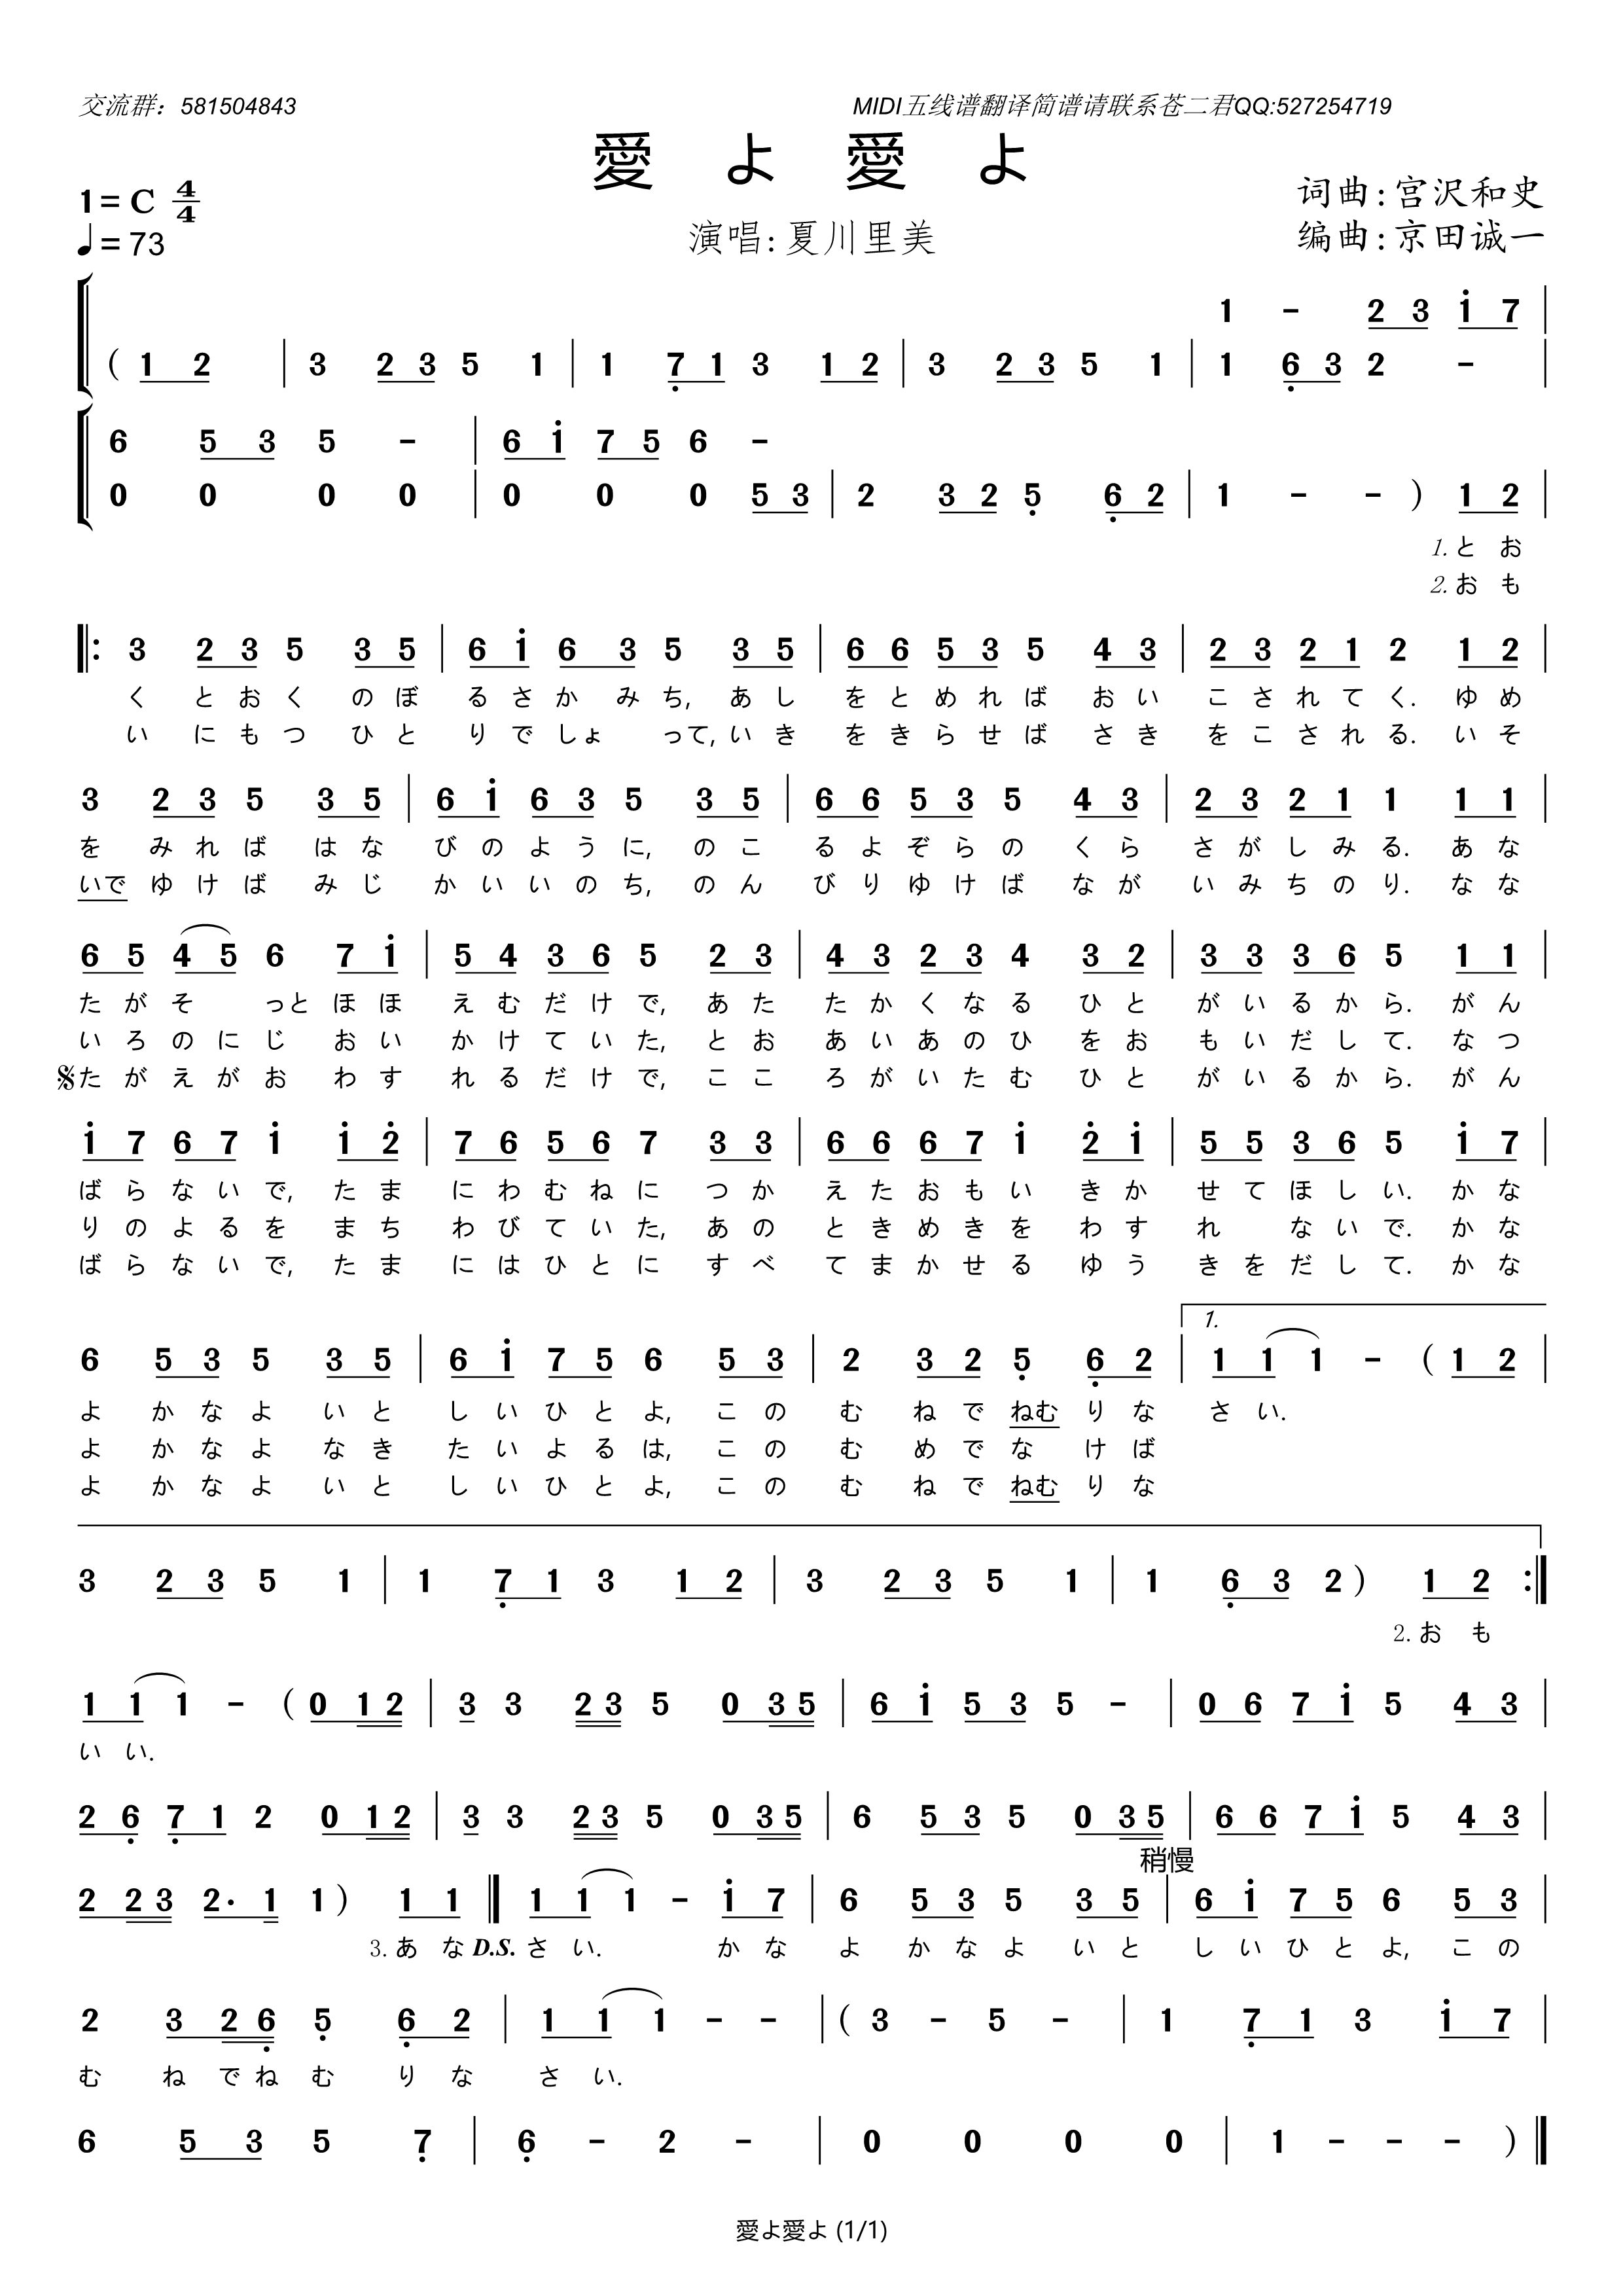 交流群：581504843
MIDI五线谱翻译简谱请联系苍二君QQ:527254719
愛よ愛よ
1= C 4/4
♩= 73
演唱:夏川里美
词曲:宫沢和史
编曲:京田诚一
1 - 2 3 i 7 |
( 1 2 | 3 2 3 5 1 | 1 7 1 3 1 2 | 3 2 3 5 1 | 1 6 3 2 - |
6 5 3 5 - | 6 i 7 5 6 -
0 0 0 0 | 0 0 0 5 3 | 2 3 2 5 6 2 | 1 - - ) 1 2 |
1. と お
2. お も
3 2 3 5 3 5 | 6 i 6 3 5 3 5 | 6 6 5 3 5 4 3 | 2 3 2 1 2 1 2 |
く と お く の ぼ る さ か み ち, あ し を と め れ ば お い こ さ れ て く. ゆ め
い に も つ ひ と り で しょ って, い き を き ら せ ば さ き を こ さ れ る. い そ
3 2 3 5 3 5 | 6 i 6 3 5 3 5 | 6 6 5 3 5 4 3 | 2 3 2 1 1 1 1 |
を み れ ば は な び の よ う に, の こ る よ ぞ ら の く ら さ が し み る. あ な
いで ゆ け ば み じ か い い の ち, の ん び り ゆ け ば な が い み ち の り. な な
6 5 4 5 6 7 i | 5 4 3 6 5 2 3 | 4 3 2 3 4 3 2 | 3 3 3 6 5 1 1 |
た が そ っと ほ ほ え む だ け で, あ た た か く な る ひ と が い る か ら. が ん
い ろ の に じ お い か け て い た, と お あ い あ の ひ を お も い だ し て. な つ
た が え が お わ す れ る だ け で, こ こ ろ が い た む ひ と が い る か ら. が ん
i 7 6 7 i i 2 | 7 6 5 6 7 3 3 | 6 6 6 7 i 2 i | 5 5 3 6 5 i 7 |
ば ら な い で, た ま に わ む ね に つ か え た お も い き か せ て ほ し い. か な
り の よ る を ま ち わ び て い た, あ の と き め き を わ す れ な い で. か な
ば ら な い で, た ま に は ひ と に す べ て ま か せ る ゆ う き を だ し て. か な
1.
6 5 3 5 3 5 | 6 i 7 5 6 5 3 | 2 3 2 5 6 2 | 1 1 1 - ( 1 2 |
よ か な よ い と し い ひ と よ, こ の む ね で ねむ り な さ い.
よ か な よ な き た い よ る は, こ の む め で な け ば
よ か な よ い と し い ひ と よ, こ の む ね で ねむ り な
3 2 3 5 1 | 1 7 1 3 1 2 | 3 2 3 5 1 | 1 6 3 2 ) 1 2 :|
2. お も
1 1 1 - ( 0 1 2 | 3 3 2 3 5 0 3 5 | 6 i 5 3 5 - | 0 6 7 i 5 4 3 |
い い.
2 6 7 1 2 0 1 2 | 3 3 2 3 5 0 3 5 | 6 5 3 5 0 3 5 | 6 6 7 i 5 4 3 |
稍慢
2 2 3 2. 1 1 ) 1 1 || 1 1 1 - i 7 | 6 5 3 5 3 5 | 6 i 7 5 6 5 3 |
3. あ な D.S. さ い. か な よ か な よ い と し い ひ と よ, こ の
2 3 2 6 5 6 2 | 1 1 1 - - | ( 3 - 5 - | 1 7 1 3 i 7 |
む ね で ね む り な さ い.
6 5 3 5 7 | 6 - 2 - | 0 0 0 0 | 1 - - - ) ||
愛よ愛よ (1/1)